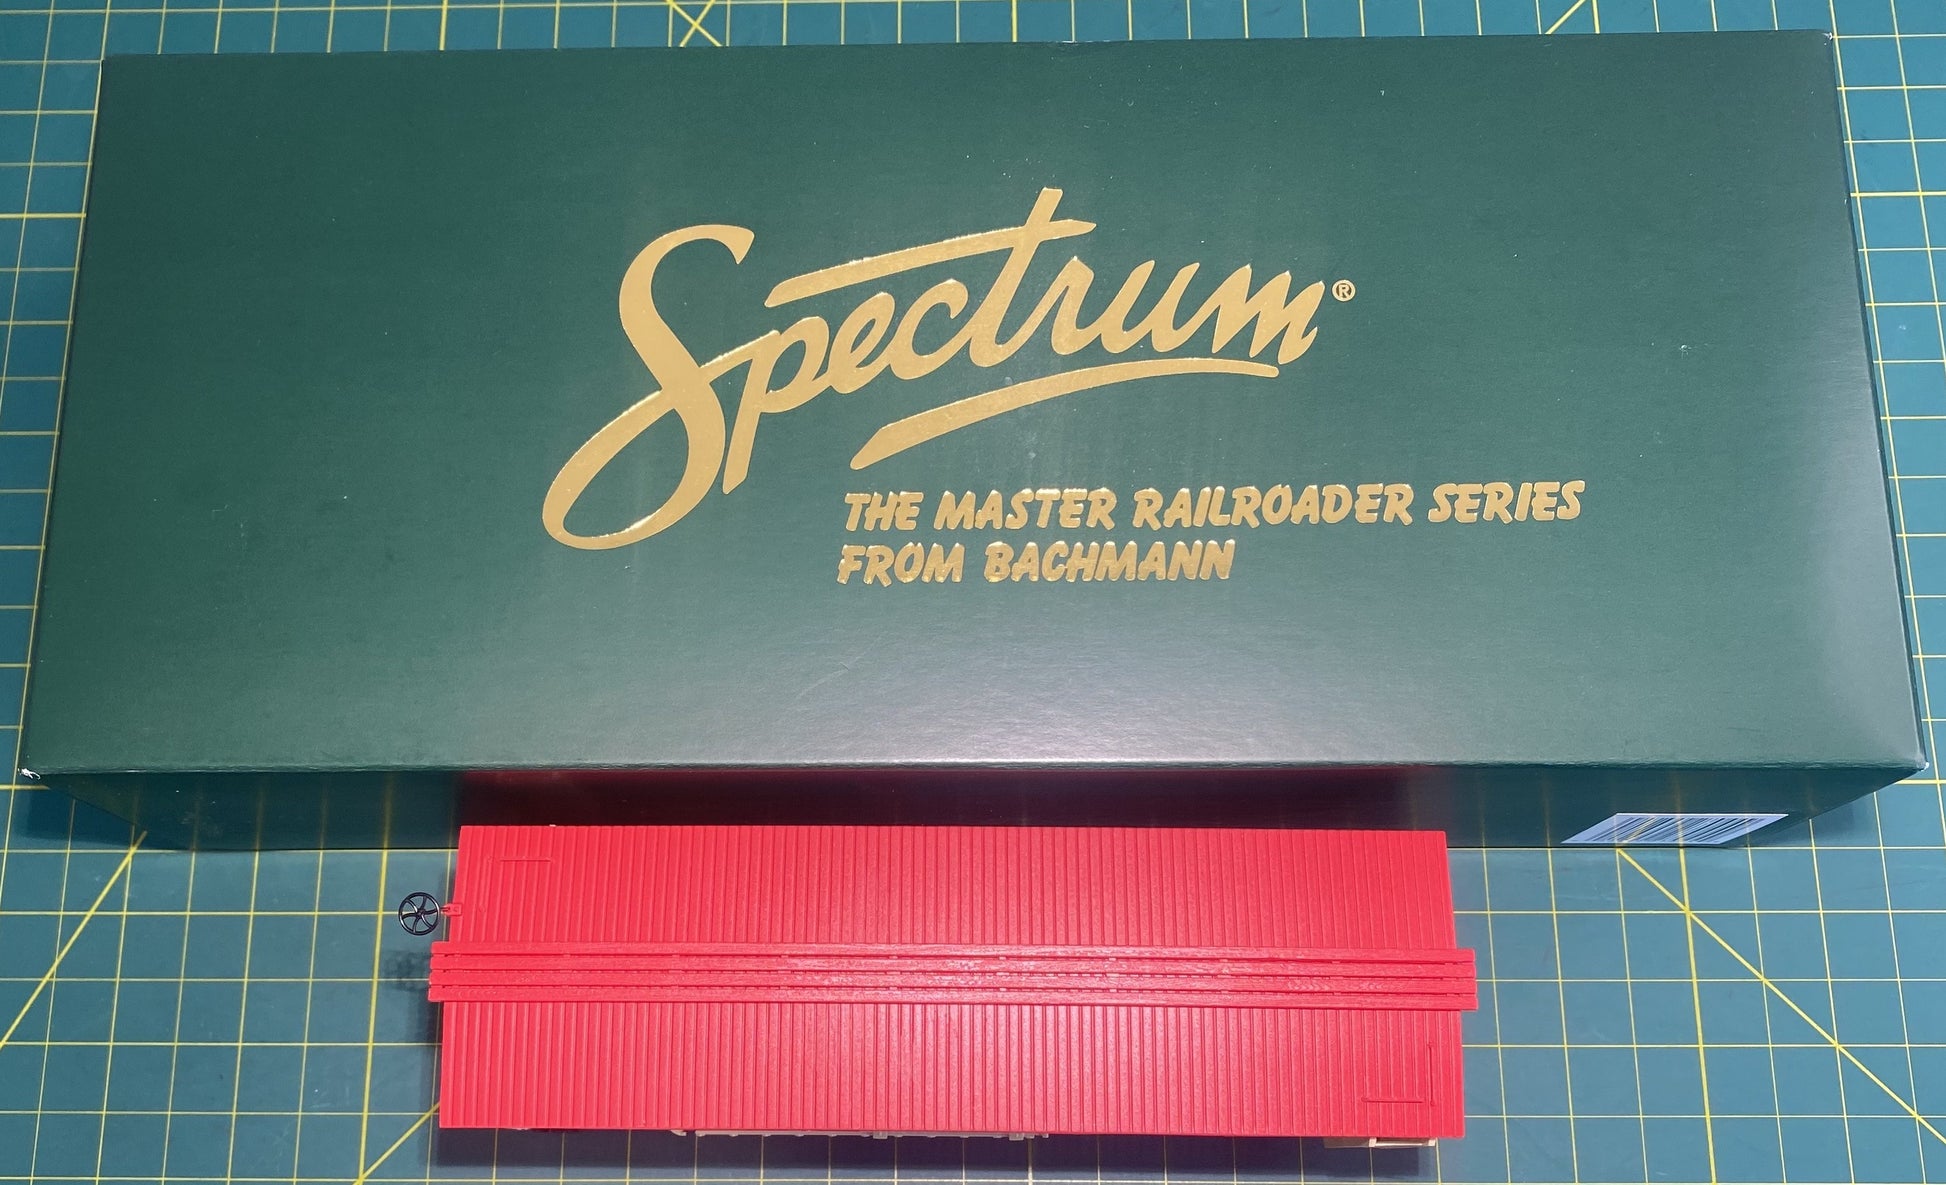 Spectrum®
THE MASTER RAILROADER SERIES
FROM BACHMANN